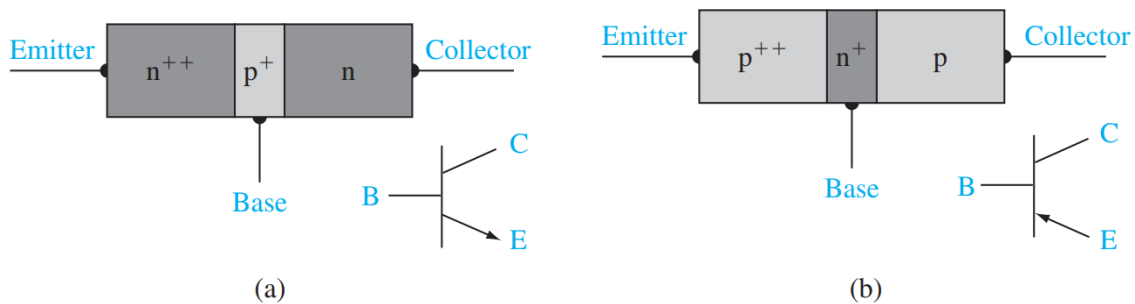 Emitter n++ p+ n Collector
Base
B C E
(a)
Emitter p++ n+ p Collector
Base
B C E
(b)